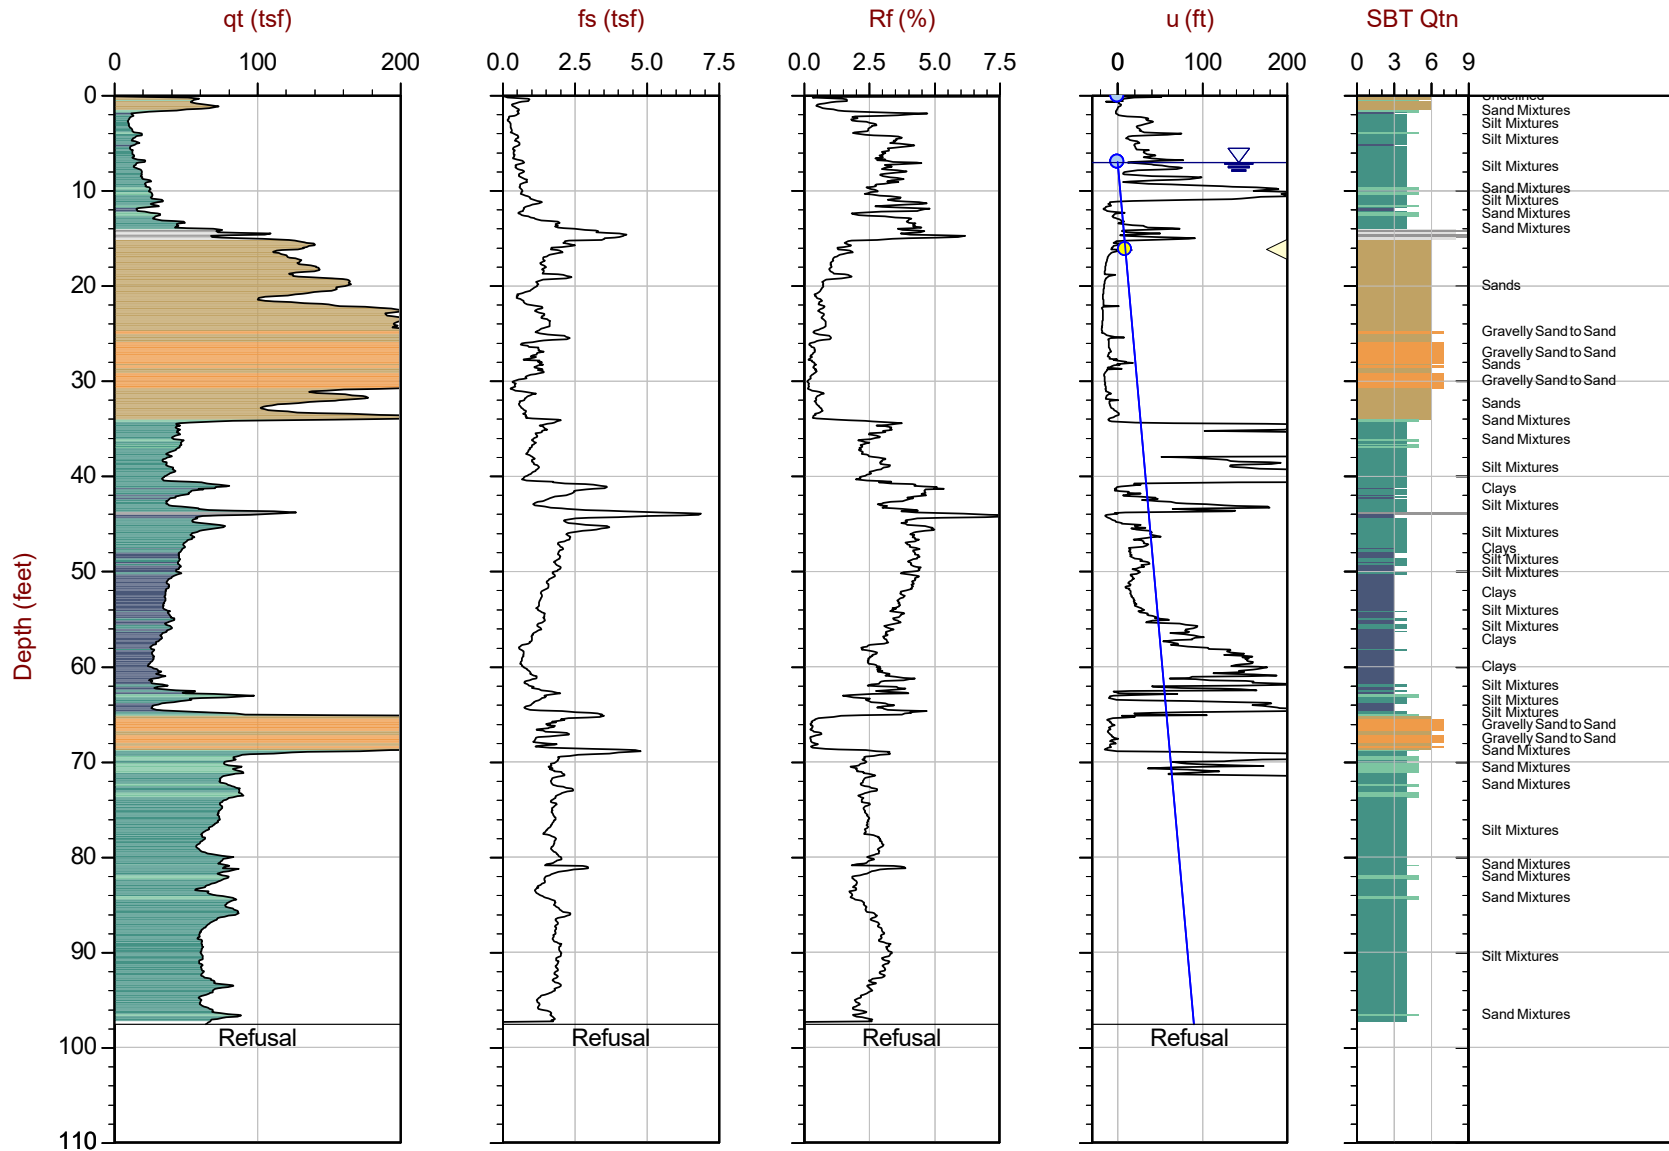 qt (tsf)
fs (tsf)
Rf (%)
u (ft)
SBT Qtn
0 100 200
0.0 2.5 5.0 7.5
0.0 2.5 5.0 7.5
0 100 200
0 3 6 9
Depth (feet)
0
10
20
30
40
50
60
70
80
90
100
110
Undefined
Sand Mixtures
Silt Mixtures
Silt Mixtures
Silt Mixtures
Sand Mixtures
Silt Mixtures
Sand Mixtures
Sand Mixtures
Sands
Gravelly Sand to Sand
Gravelly Sand to Sand
Sands
Gravelly Sand to Sand
Sands
Sand Mixtures
Sand Mixtures
Silt Mixtures
Clays
Silt Mixtures
Silt Mixtures
Clays
Silt Mixtures
Silt Mixtures
Clays
Silt Mixtures
Silt Mixtures
Clays
Clays
Silt Mixtures
Silt Mixtures
Silt Mixtures
Gravelly Sand to Sand
Gravelly Sand to Sand
Sand Mixtures
Sand Mixtures
Sand Mixtures
Silt Mixtures
Sand Mixtures
Sand Mixtures
Sand Mixtures
Silt Mixtures
Sand Mixtures
Refusal
Refusal
Refusal
Refusal